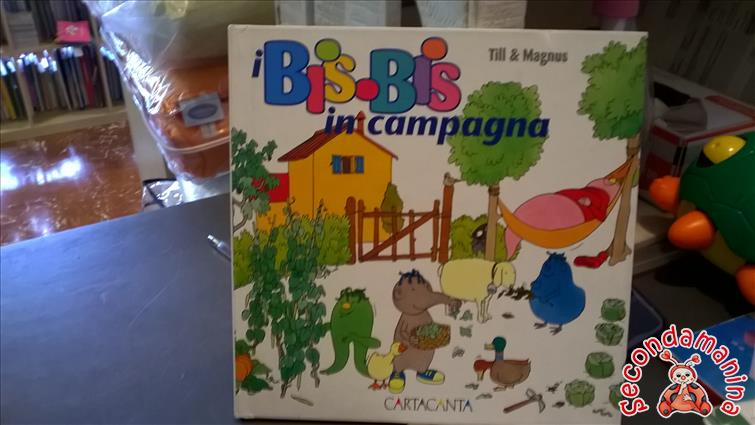 i Bis•Bis
Till & Magnus
in campagna
CARTACANTA
secondamanina